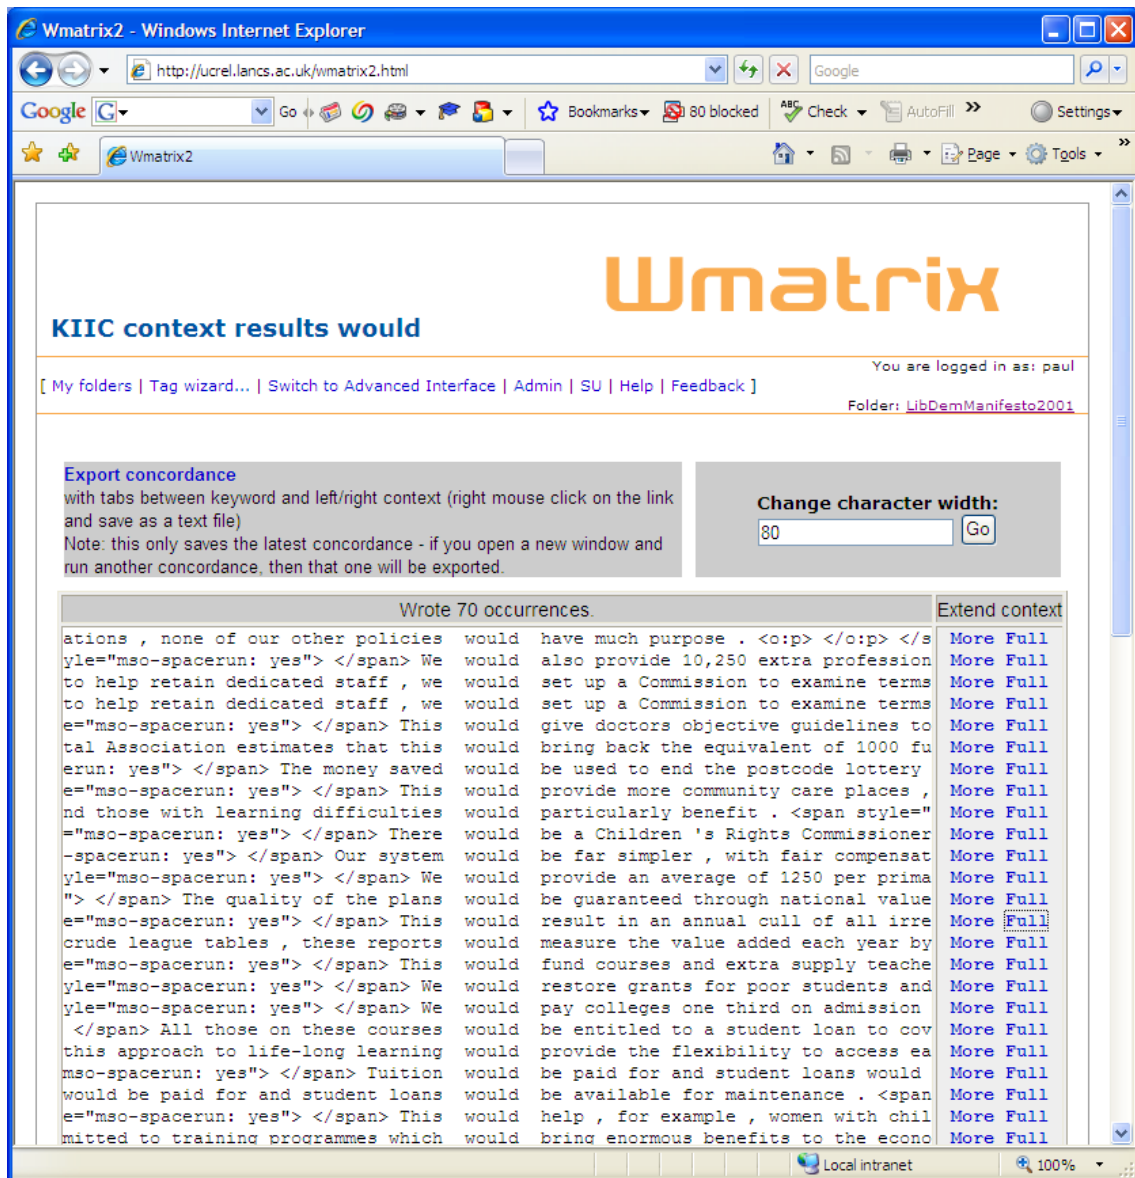 Wmatrix2 - Windows Internet Explorer
http://ucrel.lancs.ac.uk/wmatrix2.html
Google
Google G Go Bookmarks 80 blocked ABC Check AutoFill >> Settings
Wmatrix2 Page Tools >>
Wmatrix
KIIC context results would
You are logged in as: paul
[ My folders | Tag wizard... | Switch to Advanced Interface | Admin | SU | Help | Feedback ]
Folder: LibDemManifesto2001
Export concordance
with tabs between keyword and left/right context (right mouse click on the link
and save as a text file)
Note: this only saves the latest concordance - if you open a new window and
run another concordance, then that one will be exported.
Change character width:
80 Go
Wrote 70 occurrences. Extend context
ations , none of our other policies would have much purpose . <o:p> </o:p> </s More Full
yle="mso-spacerun: yes"> </span> We would also provide 10,250 extra profession More Full
to help retain dedicated staff , we would set up a Commission to examine terms More Full
to help retain dedicated staff , we would set up a Commission to examine terms More Full
e="mso-spacerun: yes"> </span> This would give doctors objective guidelines to More Full
tal Association estimates that this would bring back the equivalent of 1000 fu More Full
erun: yes"> </span> The money saved would be used to end the postcode lottery More Full
e="mso-spacerun: yes"> </span> This would provide more community care places , More Full
nd those with learning difficulties would particularly benefit . <span style=" More Full
="mso-spacerun: yes"> </span> There would be a Children 's Rights Commissioner More Full
-spacerun: yes"> </span> Our system would be far simpler , with fair compensat More Full
yle="mso-spacerun: yes"> </span> We would provide an average of 1250 per prima More Full
"> </span> The quality of the plans would be guaranteed through national value More Full
e="mso-spacerun: yes"> </span> This would result in an annual cull of all irre More Full
crude league tables , these reports would measure the value added each year by More Full
e="mso-spacerun: yes"> </span> This would fund courses and extra supply teache More Full
yle="mso-spacerun: yes"> </span> We would restore grants for poor students and More Full
yle="mso-spacerun: yes"> </span> We would pay colleges one third on admission More Full
</span> All those on these courses would be entitled to a student loan to cov More Full
this approach to life-long learning would provide the flexibility to access ea More Full
mso-spacerun: yes"> </span> Tuition would be paid for and student loans would More Full
would be paid for and student loans would be available for maintenance . <span More Full
e="mso-spacerun: yes"> </span> This would help , for example , women with chil More Full
mitted to training programmes which would bring enormous benefits to the econo More Full
Local intranet 100%